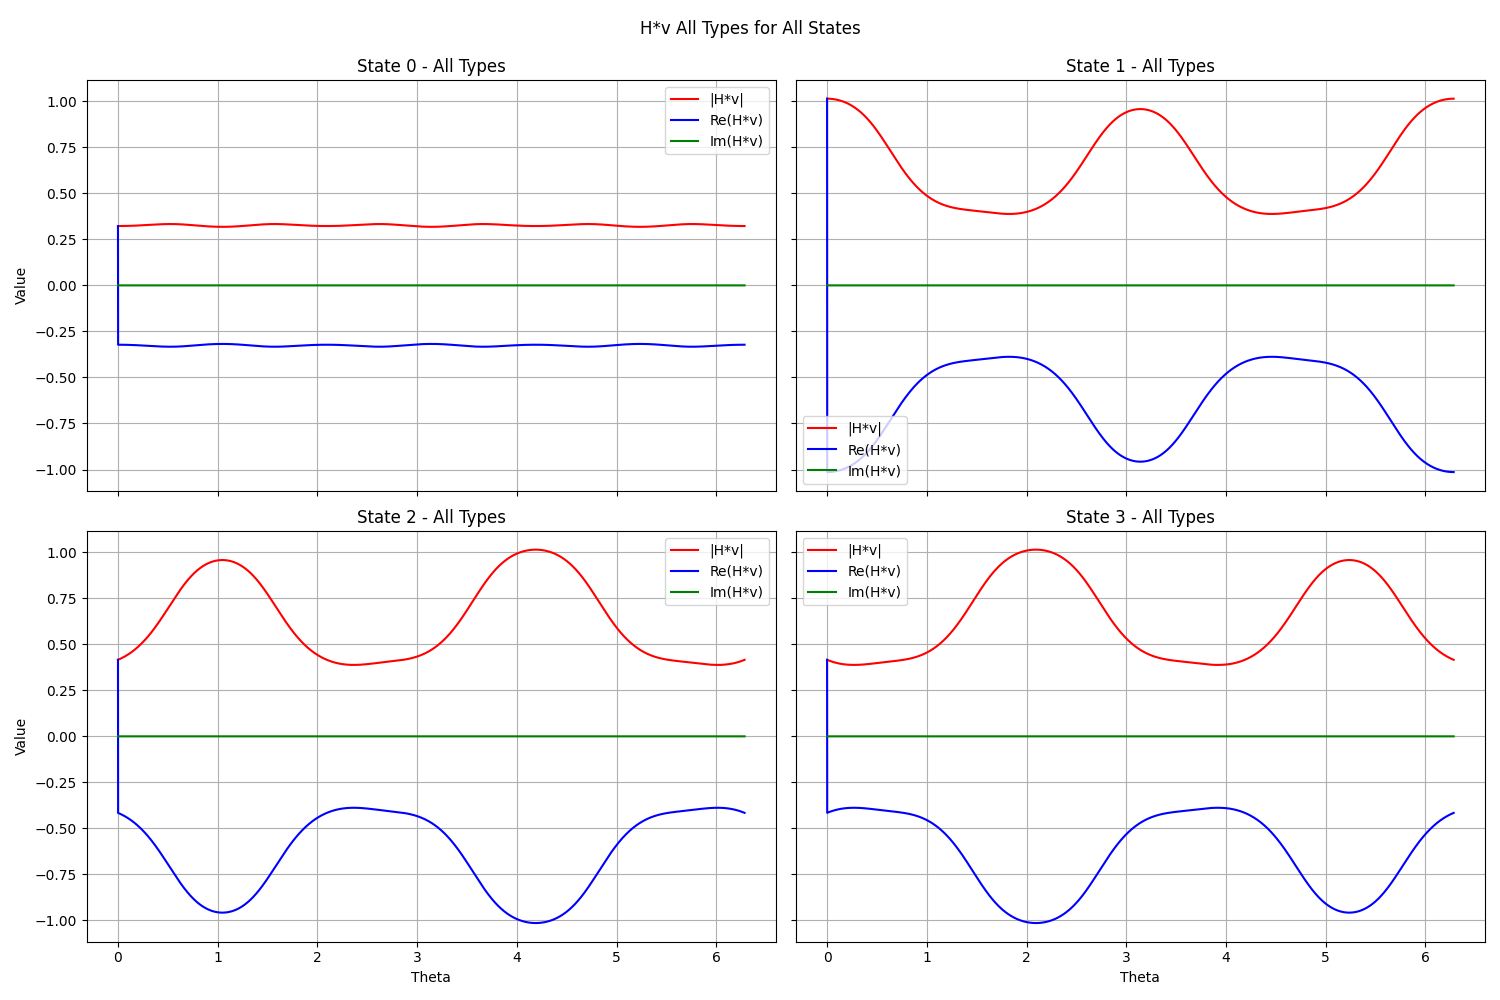 H*v All Types for All States
State 0 - All Types
State 1 - All Types
1.00
0.75
0.50
0.25
0.00
−0.25
−0.50
−0.75
−1.00
Value
|H*v|
Re(H*v)
Im(H*v)
|H*v|
Re(H*v)
Im(H*v)
State 2 - All Types
State 3 - All Types
1.00
0.75
0.50
0.25
0.00
−0.25
−0.50
−0.75
−1.00
Value
|H*v|
Re(H*v)
Im(H*v)
|H*v|
Re(H*v)
Im(H*v)
0 1 2 3 4 5 6
Theta
0 1 2 3 4 5 6
Theta